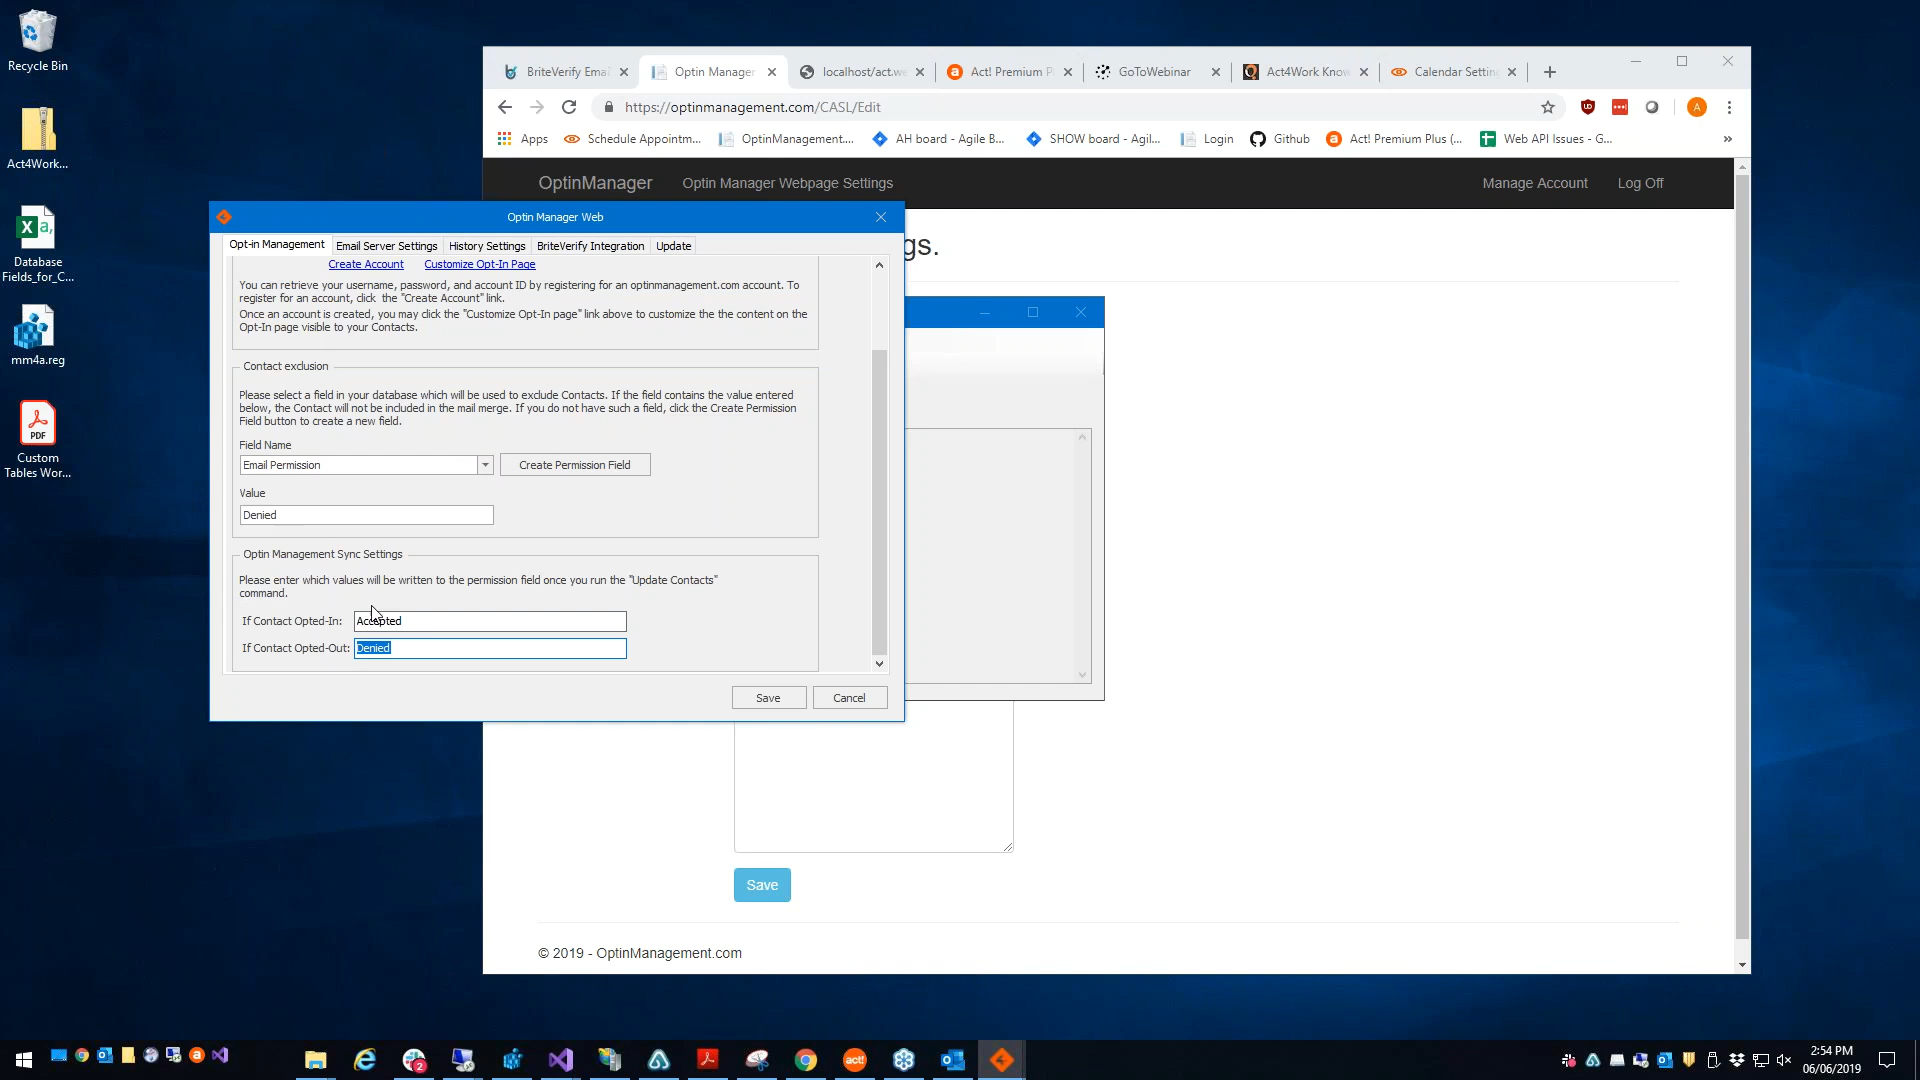 Recycle Bin
Act4Work...
Database
Fields_for_C...
mm4a.reg
PDF
Custom
Tables Wor...
BriteVerify Ema
Optin Manager
localhost/act.we
Act! Premium P
GoToWebinar
Act4Work Know
Calendar Settin
https://optinmanagement.com/CASL/Edit
A
Apps
Schedule Appointm...
OptinManagement...
AH board - Agile B...
SHOW board - Agil...
Login
Github
Act! Premium Plus (...
Web API Issues - G...
»
OptinManager
Optin Manager Webpage Settings
Manage Account
Log Off
gs.
Optin Manager Web
Opt-in Management
Email Server Settings
History Settings
BriteVerify Integration
Update
Create Account
Customize Opt-In Page
You can retrieve your username, password, and account ID by registering for an optinmanagement.com account. To
register for an account, click the "Create Account" link.
Once an account is created, you may click the "Customize Opt-In page" link above to customize the the content on the
Opt-In page visible to your Contacts.
Contact exclusion
Please select a field in your database which will be used to exclude Contacts. If the field contains the value entered
below, the Contact will not be included in the mail merge. If you do not have such a field, click the Create Permission
Field button to create a new field.
Field Name
Email Permission
Create Permission Field
Value
Denied
Optin Management Sync Settings
Please enter which values will be written to the permission field once you run the "Update Contacts"
command.
If Contact Opted-In:
Accepted
If Contact Opted-Out:
Denied
Save
Cancel
Save
© 2019 - OptinManagement.com
2
act!
2:54 PM
06/06/2019